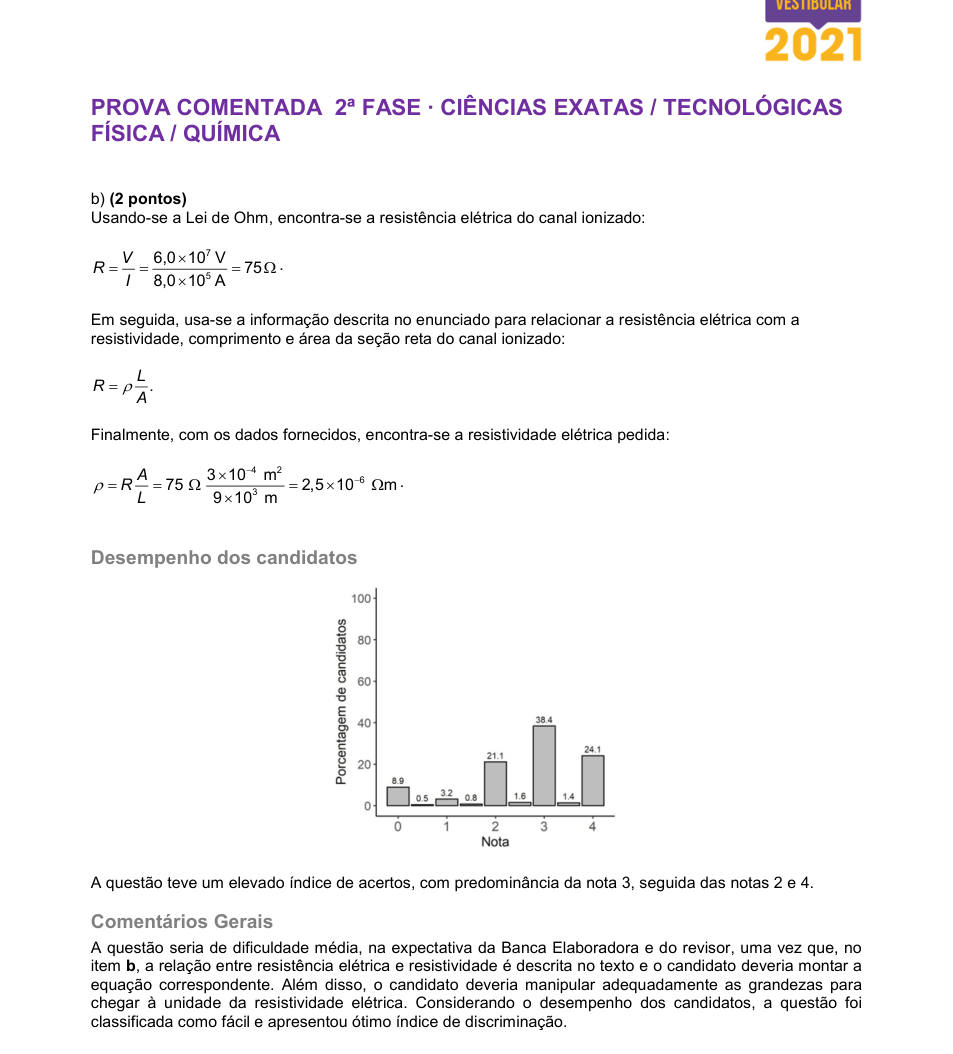 VESTIBULAR
2021
PROVA COMENTADA 2ª FASE · CIÊNCIAS EXATAS / TECNOLÓGICAS
FÍSICA / QUÍMICA
b) (2 pontos)
Usando-se a Lei de Ohm, encontra-se a resistência elétrica do canal ionizado:
R = V/I = 6,0×10⁷ V / 8,0×10⁵ A = 75 Ω.
Em seguida, usa-se a informação descrita no enunciado para relacionar a resistência elétrica com a
resistividade, comprimento e área da seção reta do canal ionizado:
R = ρ L/A.
Finalmente, com os dados fornecidos, encontra-se a resistividade elétrica pedida:
ρ = R A/L = 75 Ω 3×10⁻⁴ m² / 9×10³ m = 2,5×10⁻⁶ Ωm.
Desempenho dos candidatos
Porcentagem de candidatos
100
80
60
40
20
0
8.9
0.5
3.2
0.8
21.1
1.6
38.4
1.4
24.1
0 1 2 3 4
Nota
A questão teve um elevado índice de acertos, com predominância da nota 3, seguida das notas 2 e 4.
Comentários Gerais
A questão seria de dificuldade média, na expectativa da Banca Elaboradora e do revisor, uma vez que, no
item b, a relação entre resistência elétrica e resistividade é descrita no texto e o candidato deveria montar a
equação correspondente. Além disso, o candidato deveria manipular adequadamente as grandezas para
chegar à unidade da resistividade elétrica. Considerando o desempenho dos candidatos, a questão foi
classificada como fácil e apresentou ótimo índice de discriminação.